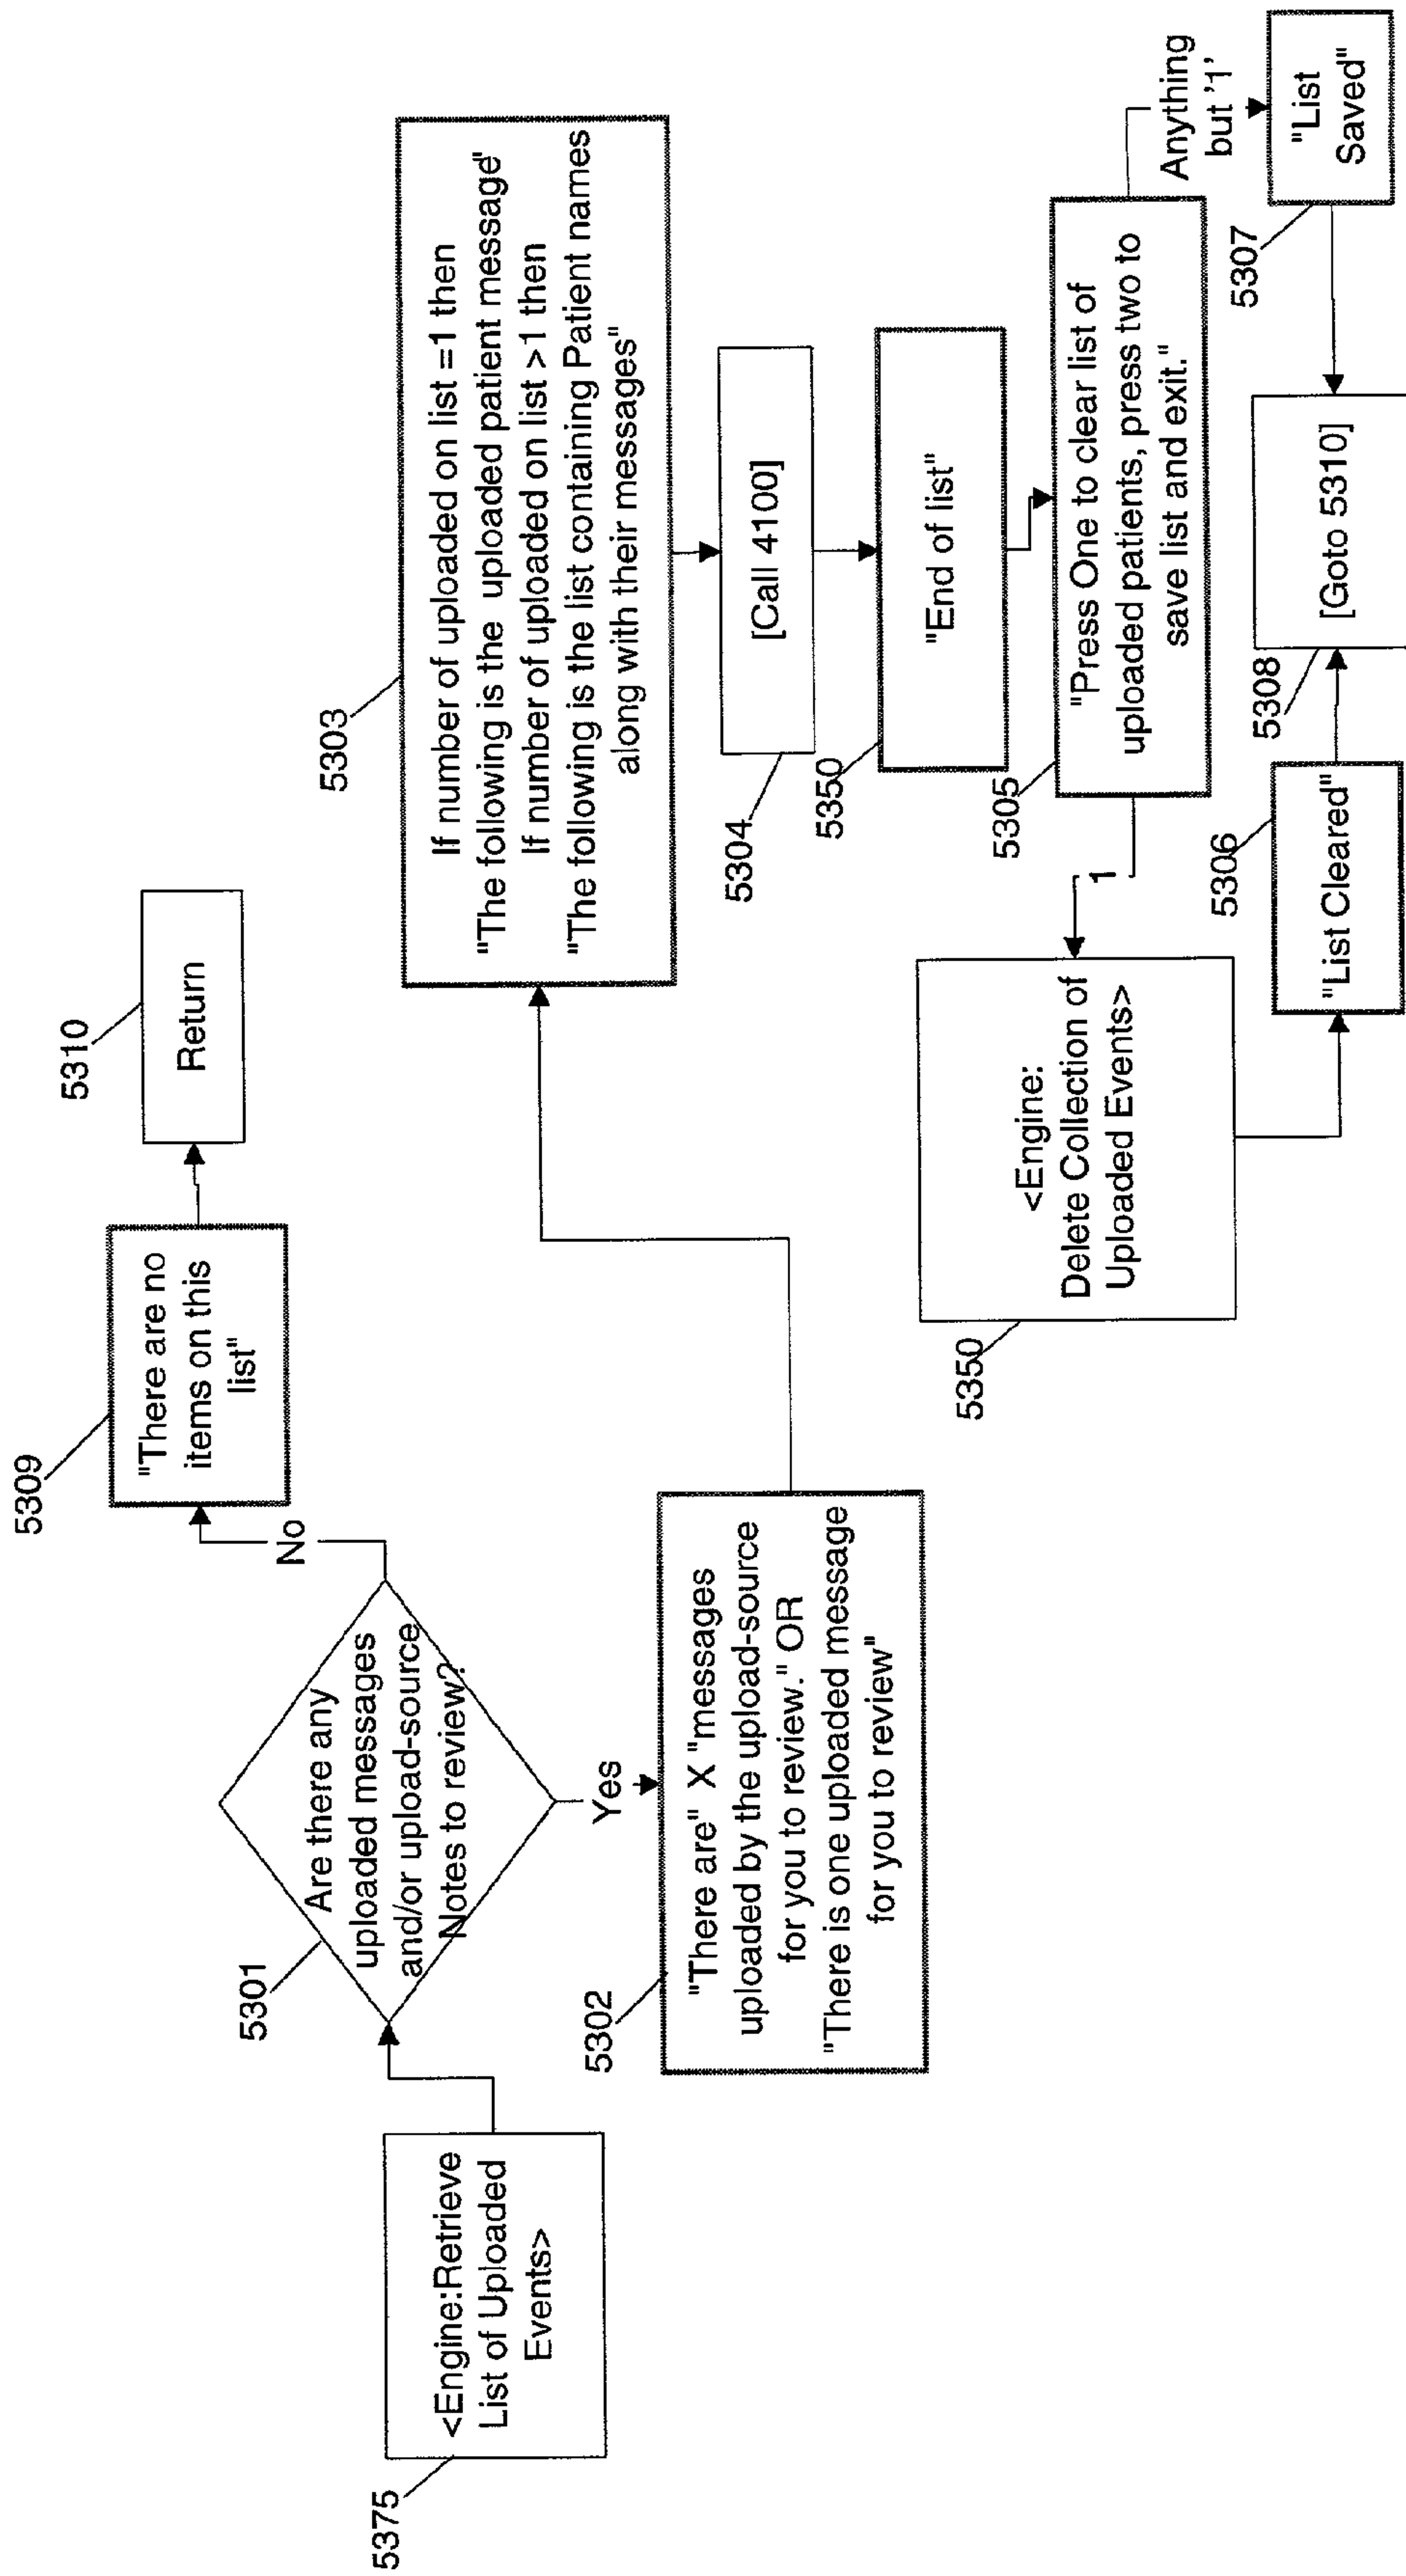 5375
<Engine:Retrieve
List of Uploaded
Events>
5301
Are there any
uploaded messages
and/or upload-source
Notes to review?
No
5309
"There are no
items on this
list"
5310
Return
Yes
5302
"There are" X "messages
uploaded by the upload-source
for you to review." OR
"There is one uploaded message
for you to review"
5303
If number of uploaded on list =1 then
"The following is the uploaded patient message"
If number of uploaded on list >1 then
"The following is the list containing Patient names
along with their messages"
5304
[Call 4100]
5350
"End of list"
5305
"Press One to clear list of
uploaded patients, press two to
save list and exit."
1
5350
<Engine:
Delete Collection of
Uploaded Events>
5306
"List Cleared"
Anything
but '1'
5307
"List
Saved"
5308
[Goto 5310]